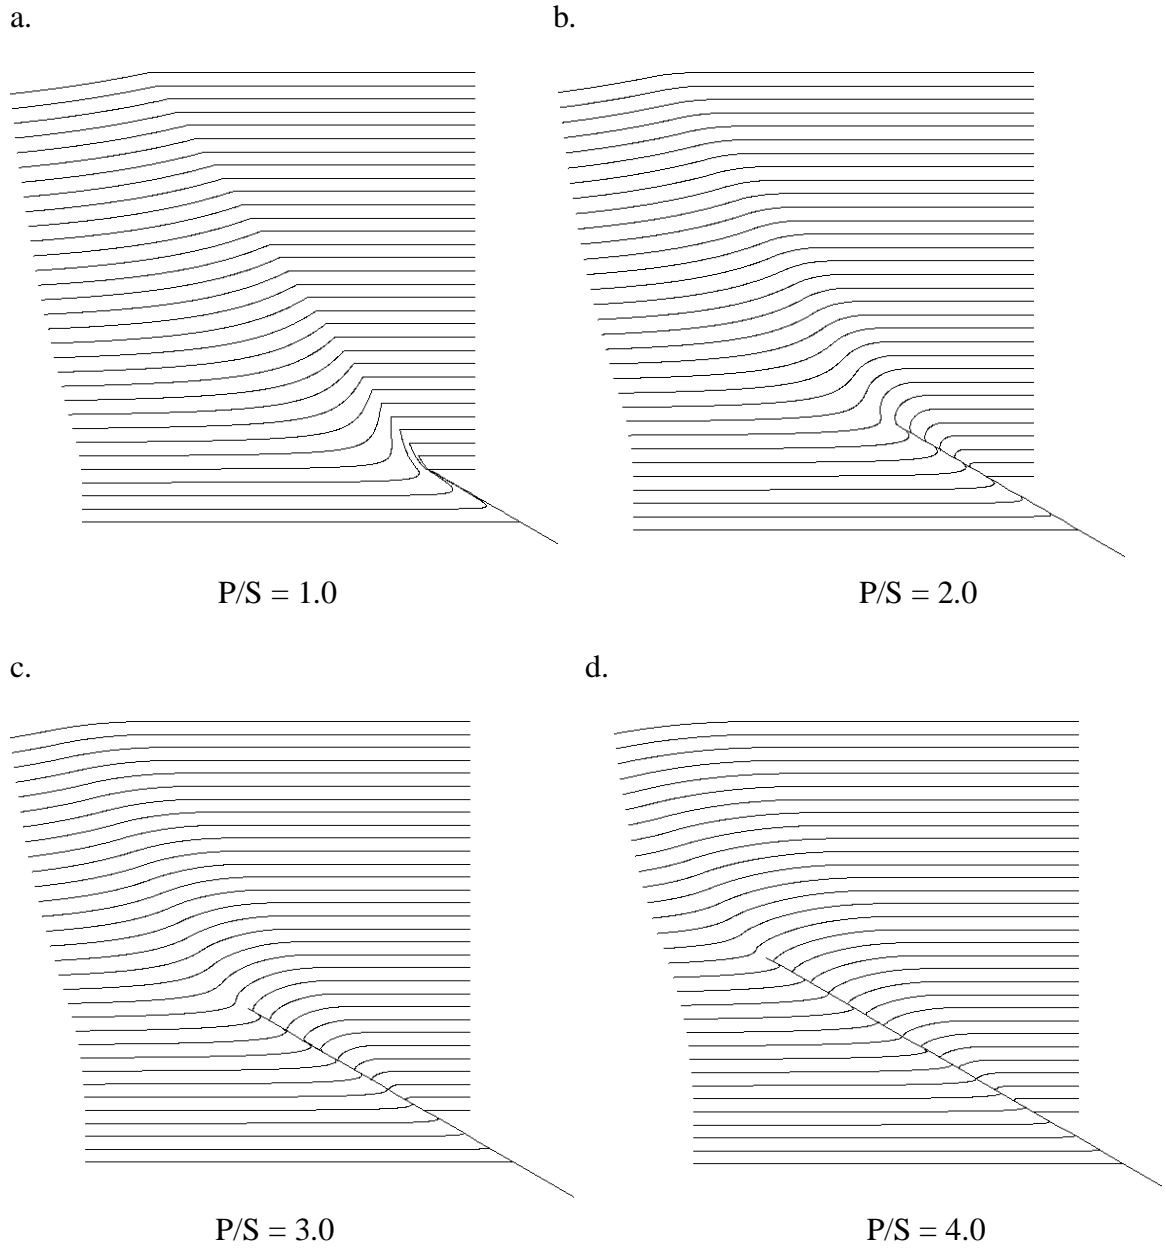 a.
b.
P/S = 1.0
P/S = 2.0
c.
d.
P/S = 3.0
P/S = 4.0